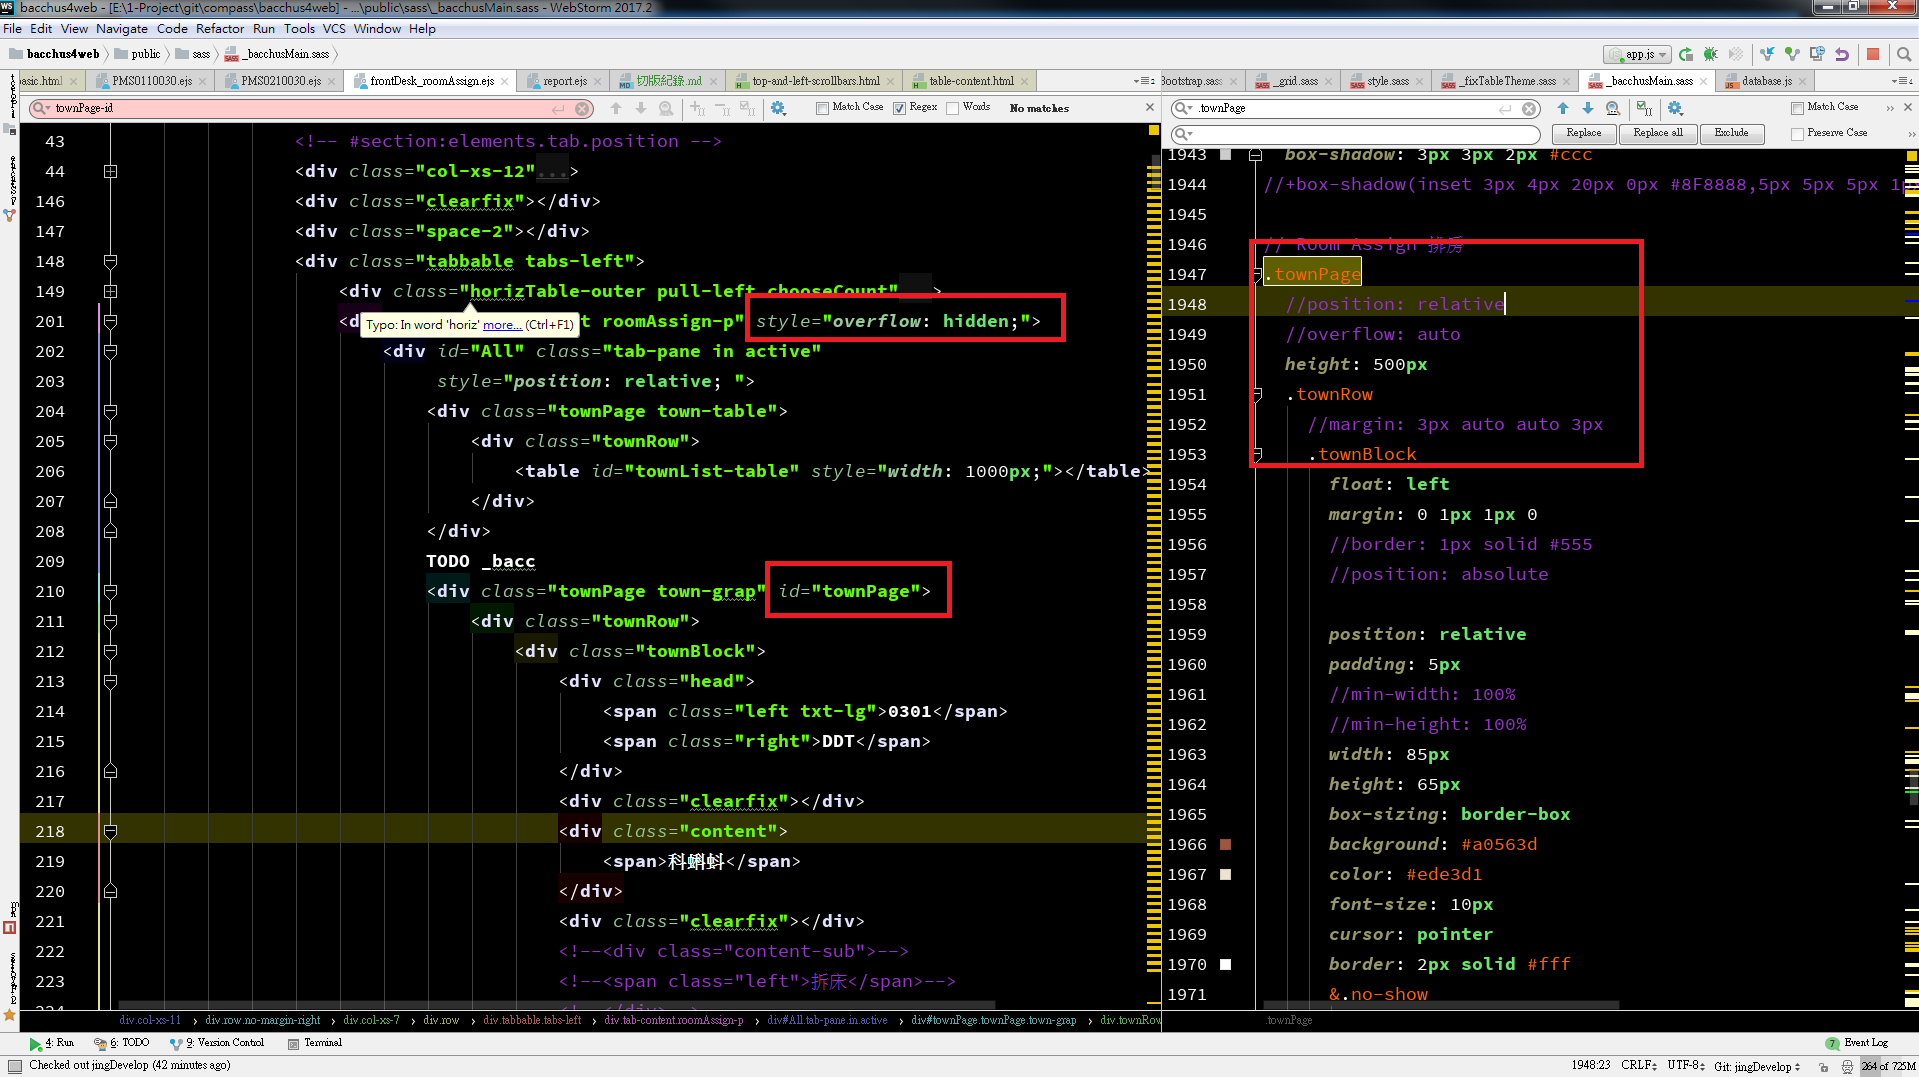 bacchus4web - [E:\1-Project\git\compass\bacchus4web] - ...\public\sass\_bacchusMain.sass - WebStorm 2017.2
File Edit View Navigate Code Refactor Run Tools VCS Window Help
bacchus4web public sass _bacchusMain.sass
app.js
basic.html PMS0110030.ejs PMS0210030.ejs frontDesk_roomAssign.ejs report.ejs 切版紀錄.md top-and-left-scrollbars.html table-content.html
Bootstrap.sass _grid.sass style.sass _fixTableTheme.sass _bacchusMain.sass database.js
townPage-id Match Case Regex Words No matches
.townPage Match Case
Replace Replace all Exclude Preserve Case
43 <!-- #section:elements.tab.position -->
44 <div class="col-xs-12"...>
146 <div class="clearfix"></div>
147 <div class="space-2"></div>
148 <div class="tabbable tabs-left">
149 <div class="horizTable-outer pull-left chooseCount"...>
201 <d t roomAssign-p" style="overflow: hidden;">
Typo: In word 'horiz' more... (Ctrl+F1)
202 <div id="All" class="tab-pane in active"
203 style="position: relative; ">
204 <div class="townPage town-table">
205 <div class="townRow">
206 <table id="townList-table" style="width: 1000px;"></table>
207 </div>
208 </div>
209 TODO _bacc
210 <div class="townPage town-grap" id="townPage">
211 <div class="townRow">
212 <div class="townBlock">
213 <div class="head">
214 <span class="left txt-lg">0301</span>
215 <span class="right">DDT</span>
216 </div>
217 <div class="clearfix"></div>
218 <div class="content">
219 <span>科蝌蚪</span>
220 </div>
221 <div class="clearfix"></div>
222 <!--<div class="content-sub">-->
223 <!--<span class="left">拆床</span>-->
1943 box-shadow: 3px 3px 2px #ccc
1944 //+box-shadow(inset 3px 4px 20px 0px #8F8888,5px 5px 5px 1p
1945
1946 // Room Assign 排房
1947 .townPage
1948 //position: relative
1949 //overflow: auto
1950 height: 500px
1951 .townRow
1952 //margin: 3px auto auto 3px
1953 .townBlock
1954 float: left
1955 margin: 0 1px 1px 0
1956 //border: 1px solid #555
1957 //position: absolute
1958
1959 position: relative
1960 padding: 5px
1961 //min-width: 100%
1962 //min-height: 100%
1963 width: 85px
1964 height: 65px
1965 box-sizing: border-box
1966 background: #a0563d
1967 color: #ede3d1
1968 font-size: 10px
1969 cursor: pointer
1970 border: 2px solid #fff
1971 &.no-show
div.col-xs-11 div.row.no-margin-right div.col-xs-7 div.row div.tabbable.tabs-left div.tab-content.roomAssign-p div#All.tab-pane.in.active div#townPage.townPage.town-grap div.townRow
.townPage
4: Run 6: TODO 9: Version Control Terminal 7 Event Log
Checked out jingDevelop (42 minutes ago) 1948:23 CRLF UTF-8 Git: jingDevelop 264 of 725M